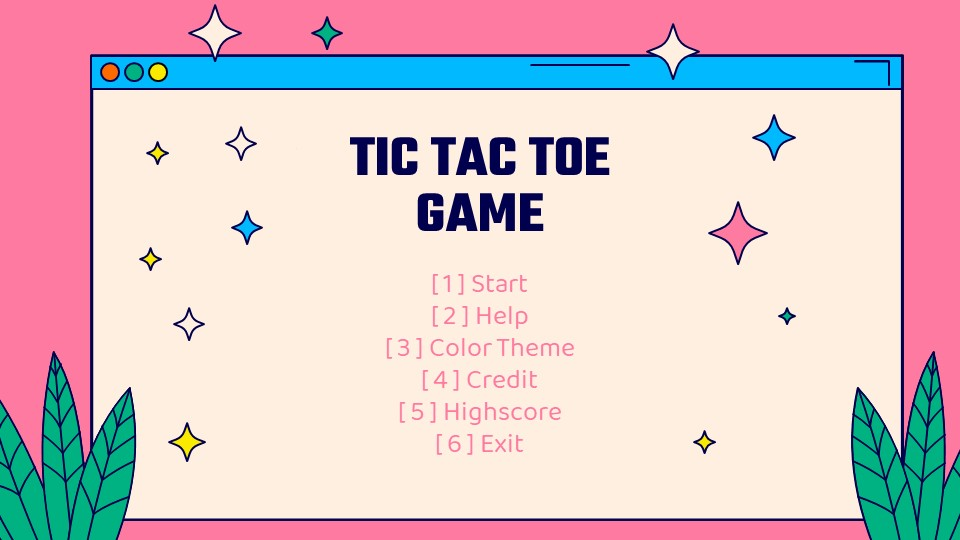 TIC TAC TOE
GAME
[ 1 ] Start
[ 2 ] Help
[ 3 ] Color Theme
[ 4 ] Credit
[ 5 ] Highscore
[ 6 ] Exit